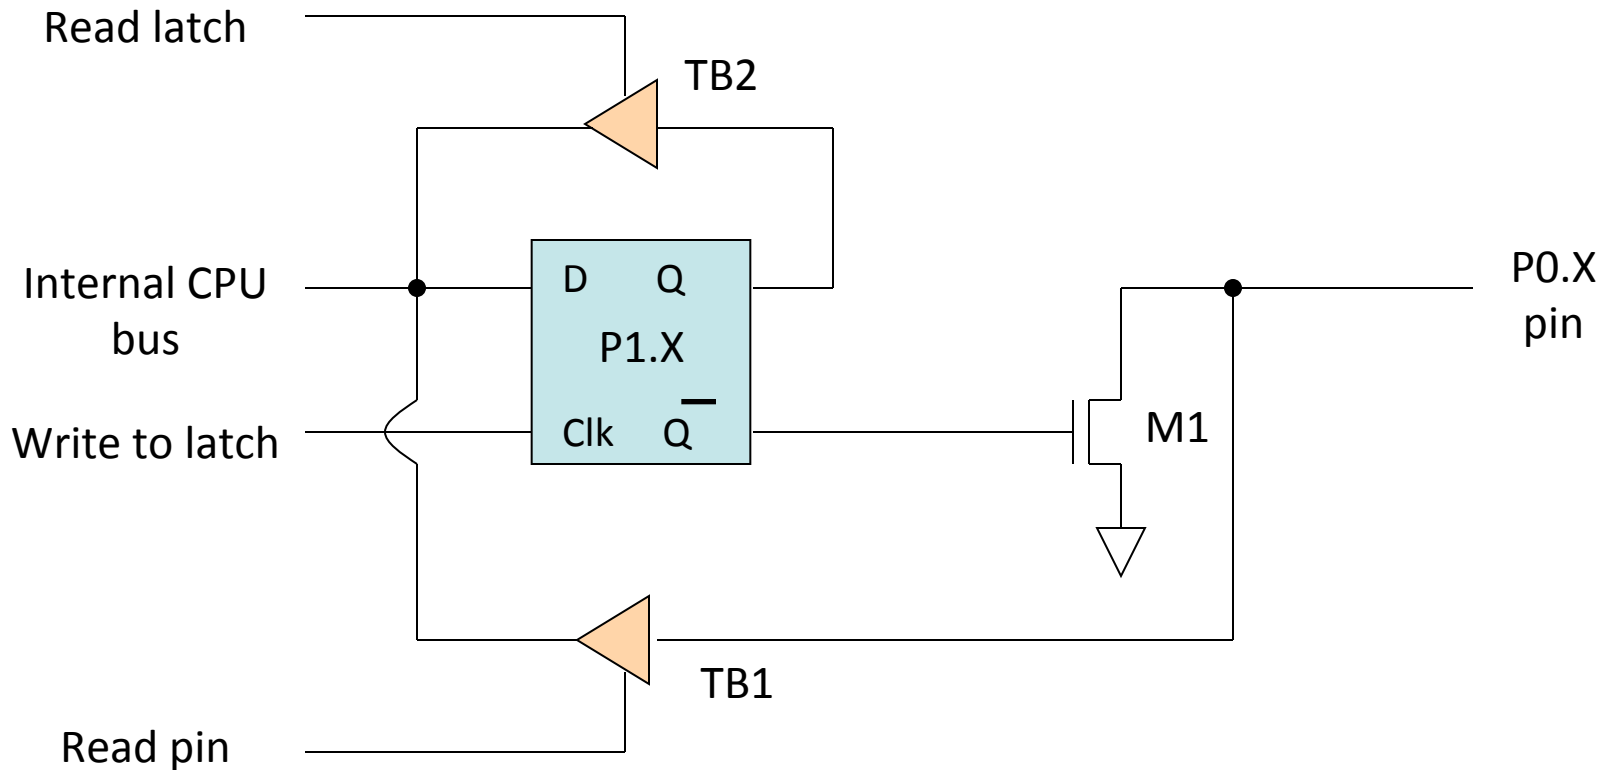 Read latch
TB2
Internal CPU
bus
D Q
P1.X
Clk Q̅
Write to latch
P0.X
pin
M1
TB1
Read pin